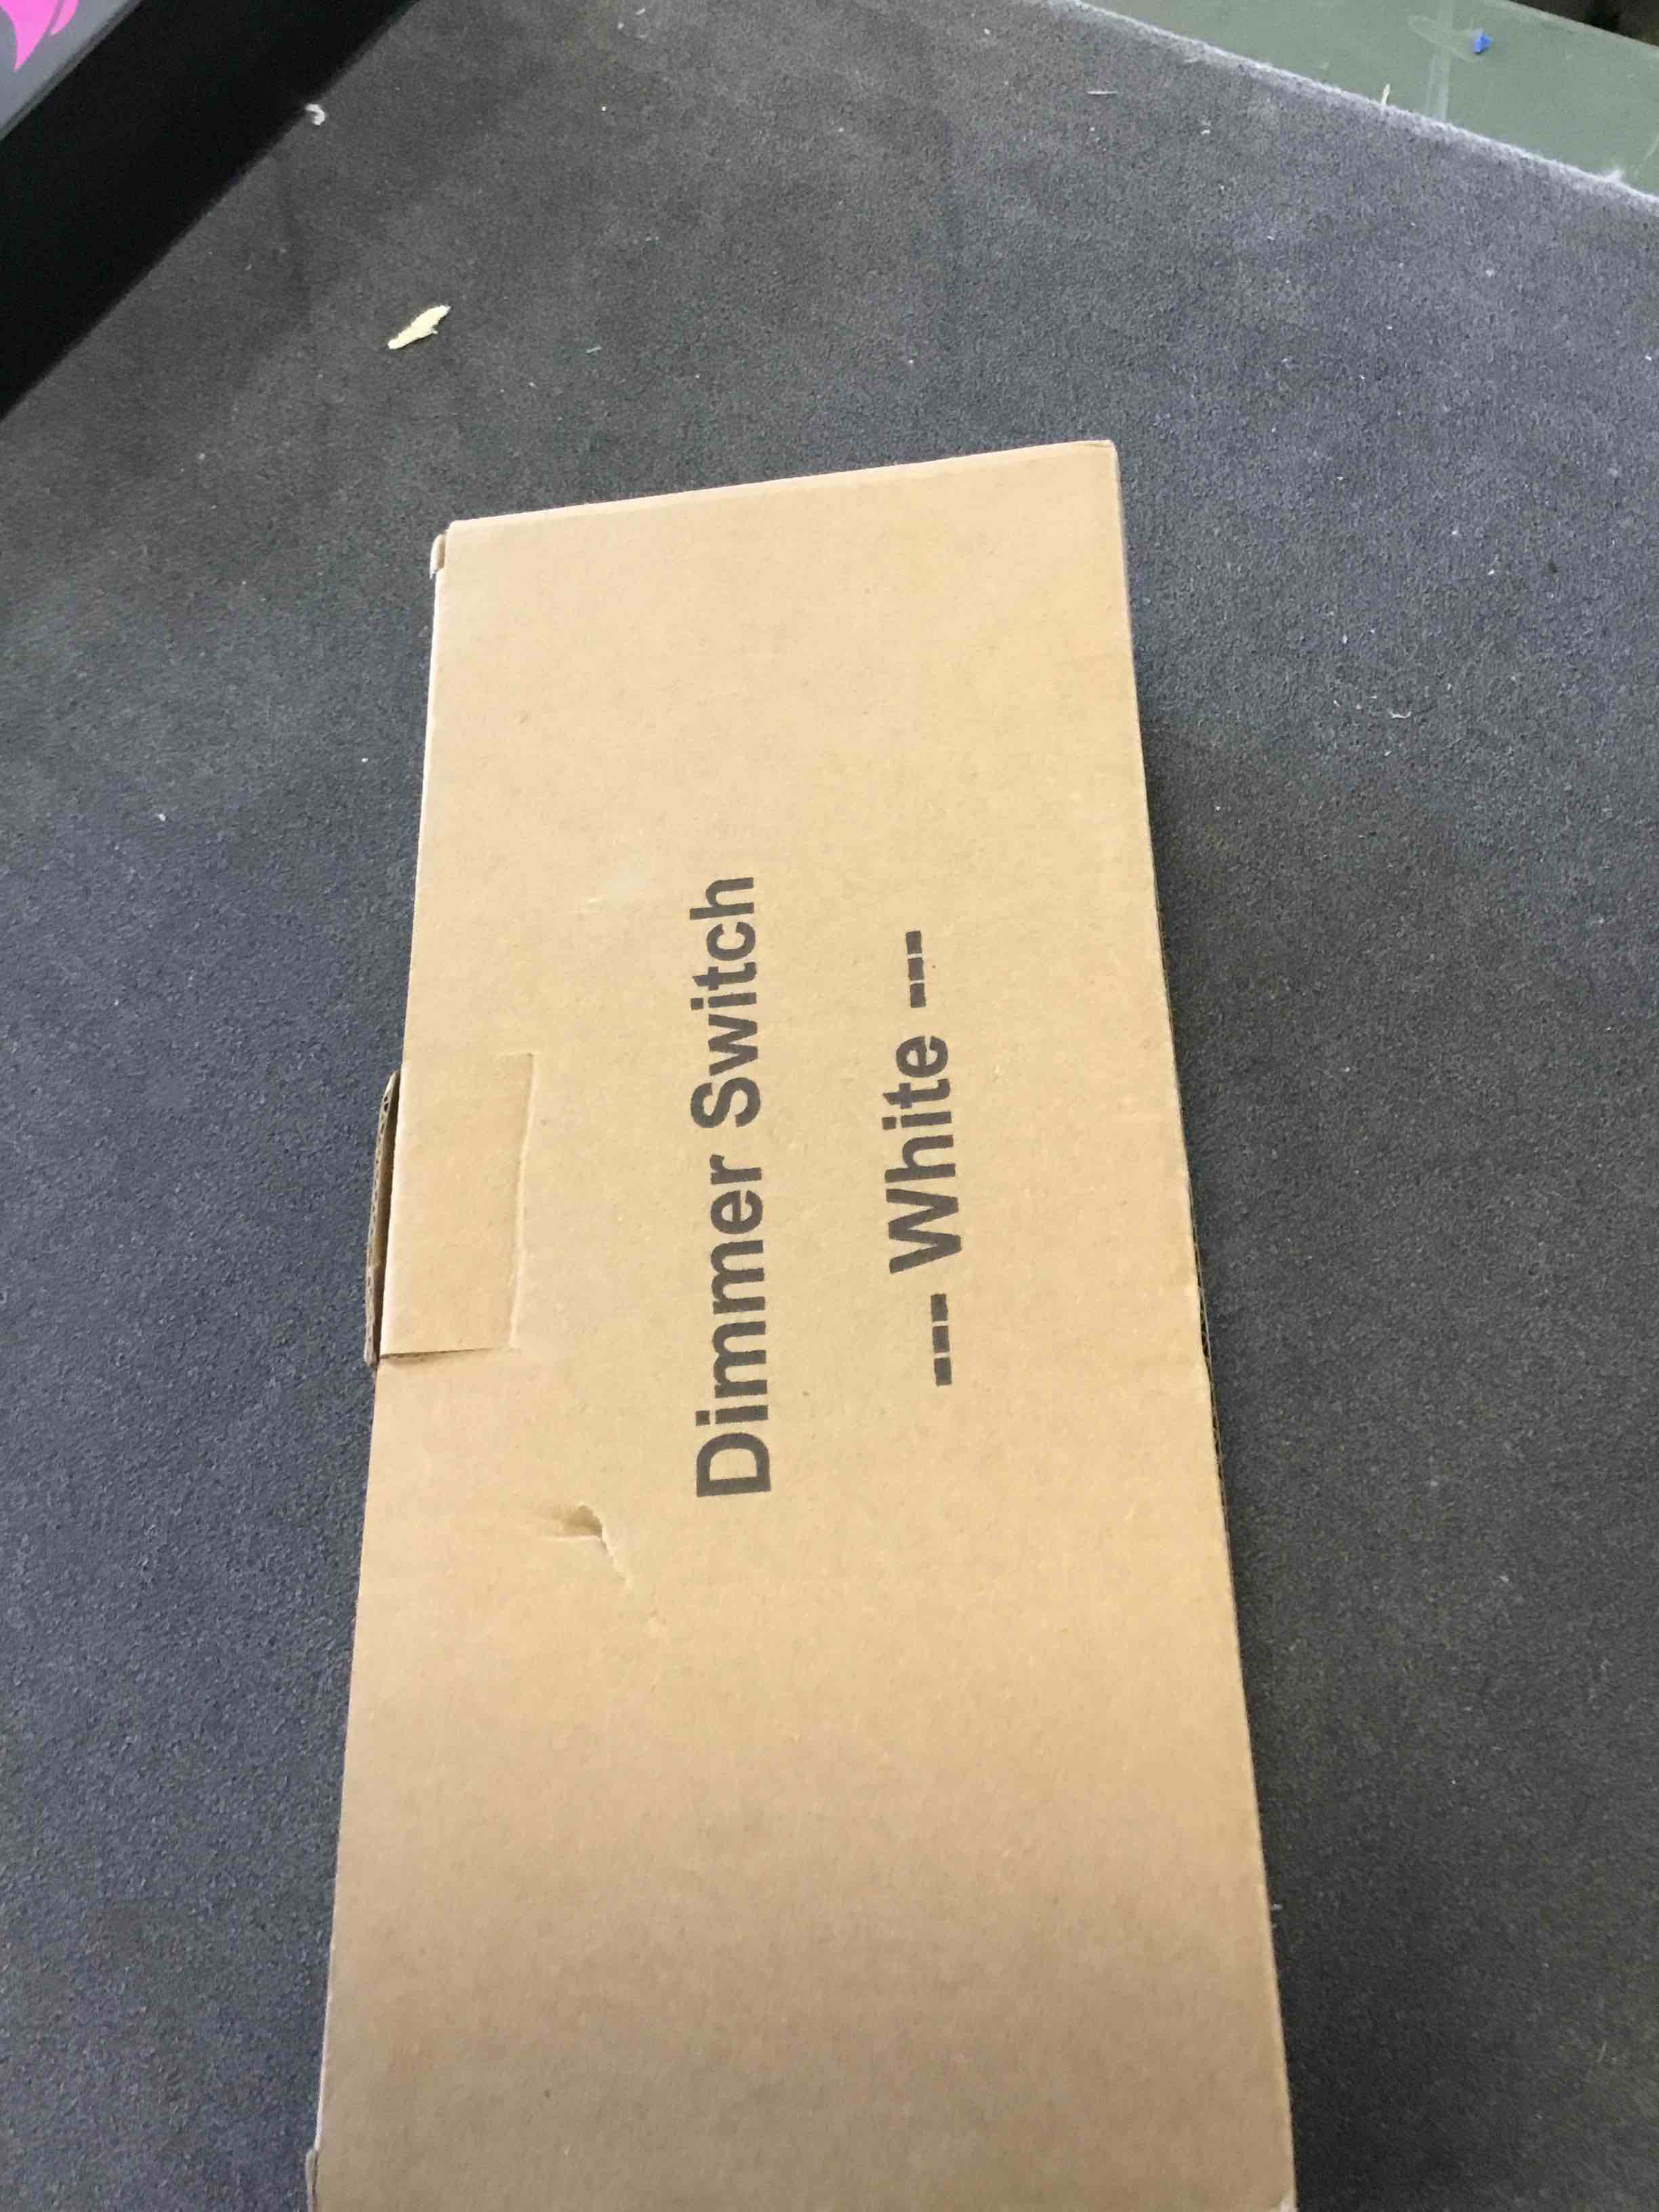 Dimmer Switch
--- White ---